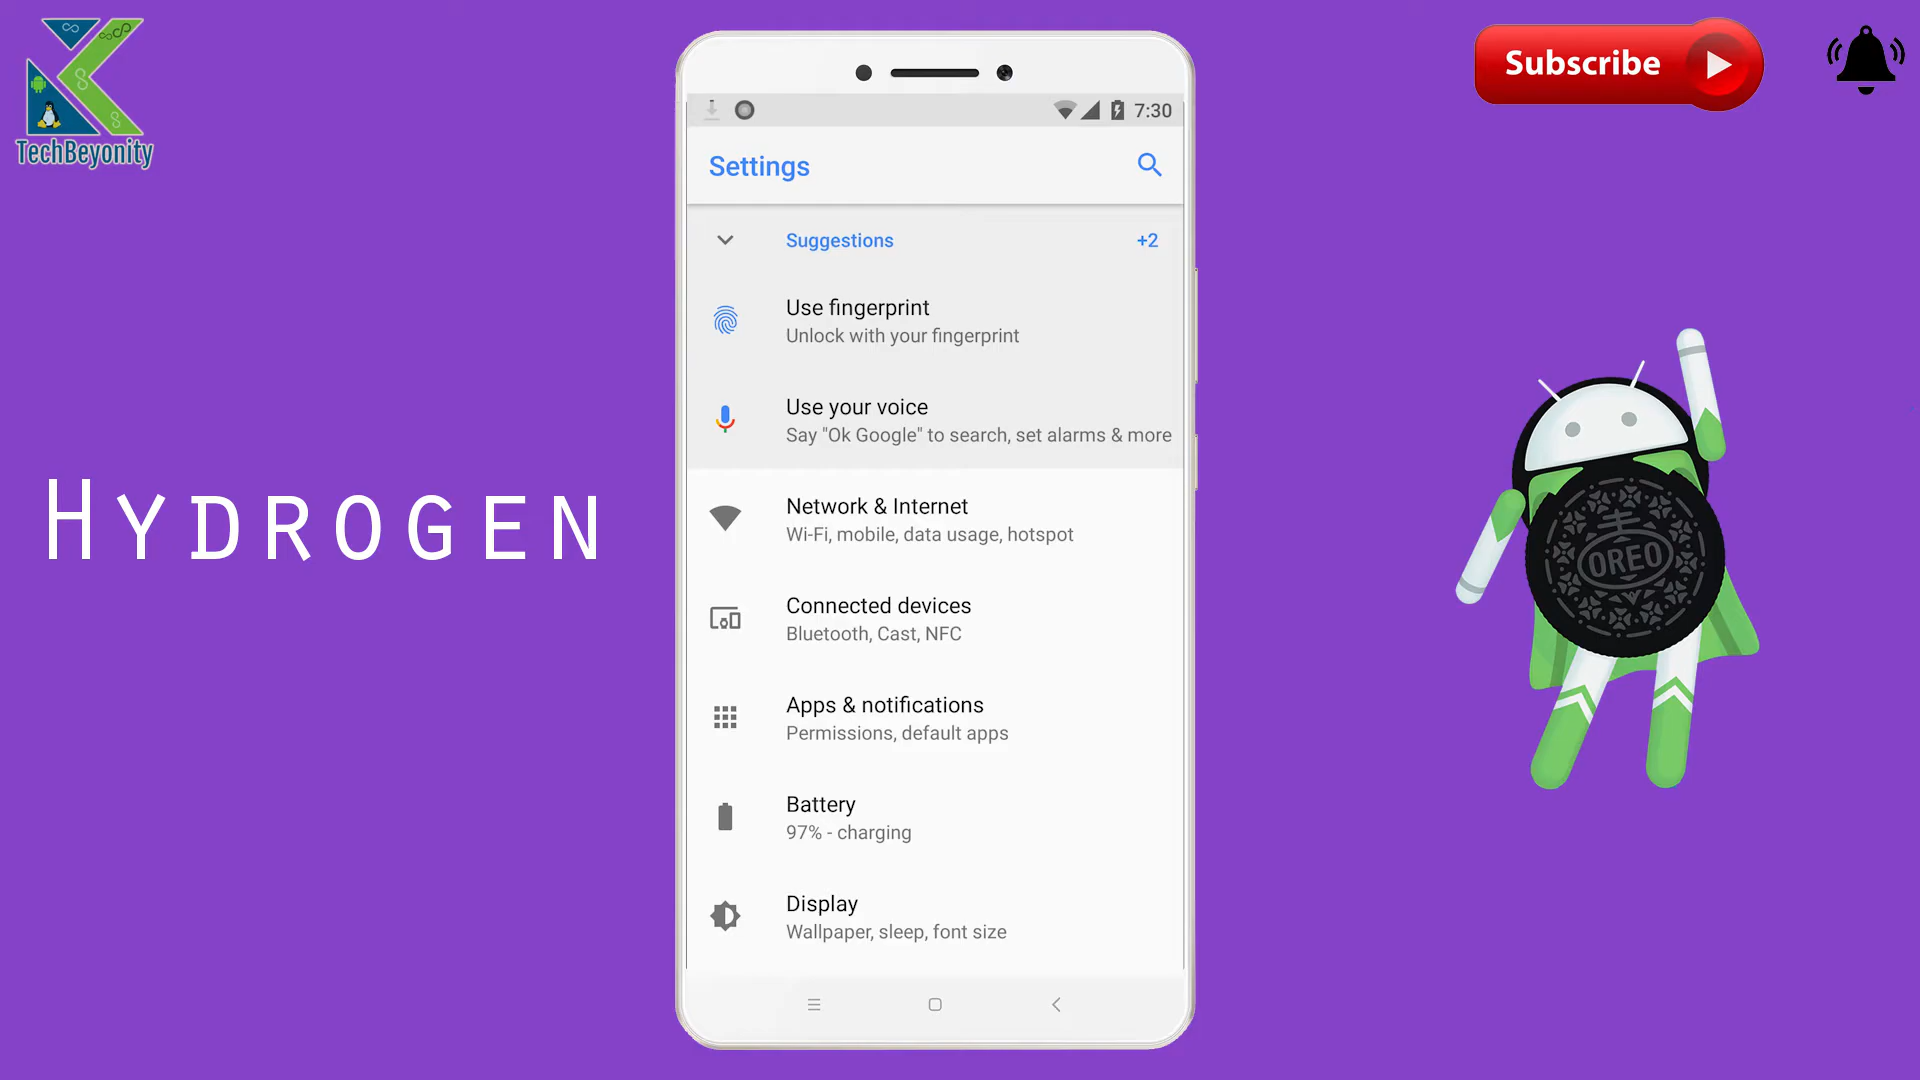 TechBeyonity
Subscribe
7:30
Settings
Suggestions
+2
Use fingerprint
Unlock with your fingerprint
Use your voice
Say "Ok Google" to search, set alarms & more
Network & Internet
Wi-Fi, mobile, data usage, hotspot
Connected devices
Bluetooth, Cast, NFC
Apps & notifications
Permissions, default apps
Battery
97% - charging
Display
Wallpaper, sleep, font size
HYDROGEN
OREO